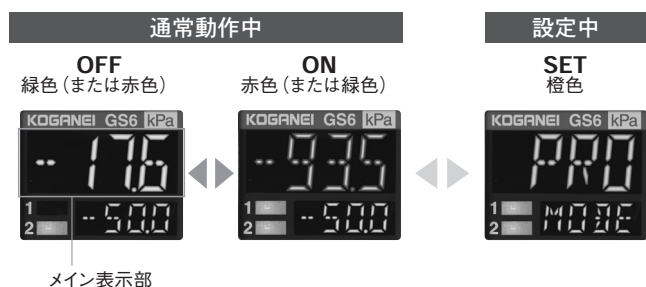 通常動作中
設定中
OFF
緑色（または赤色）
ON
赤色（または緑色）
SET
橙色
KOGANEI GS6 kPa
-17.6
1
2
-50.0
KOGANEI GS6 kPa
-93.5
1
2
-50.0
KOGANEI GS6 kPa
PRO
1
2
MODE
メイン表示部